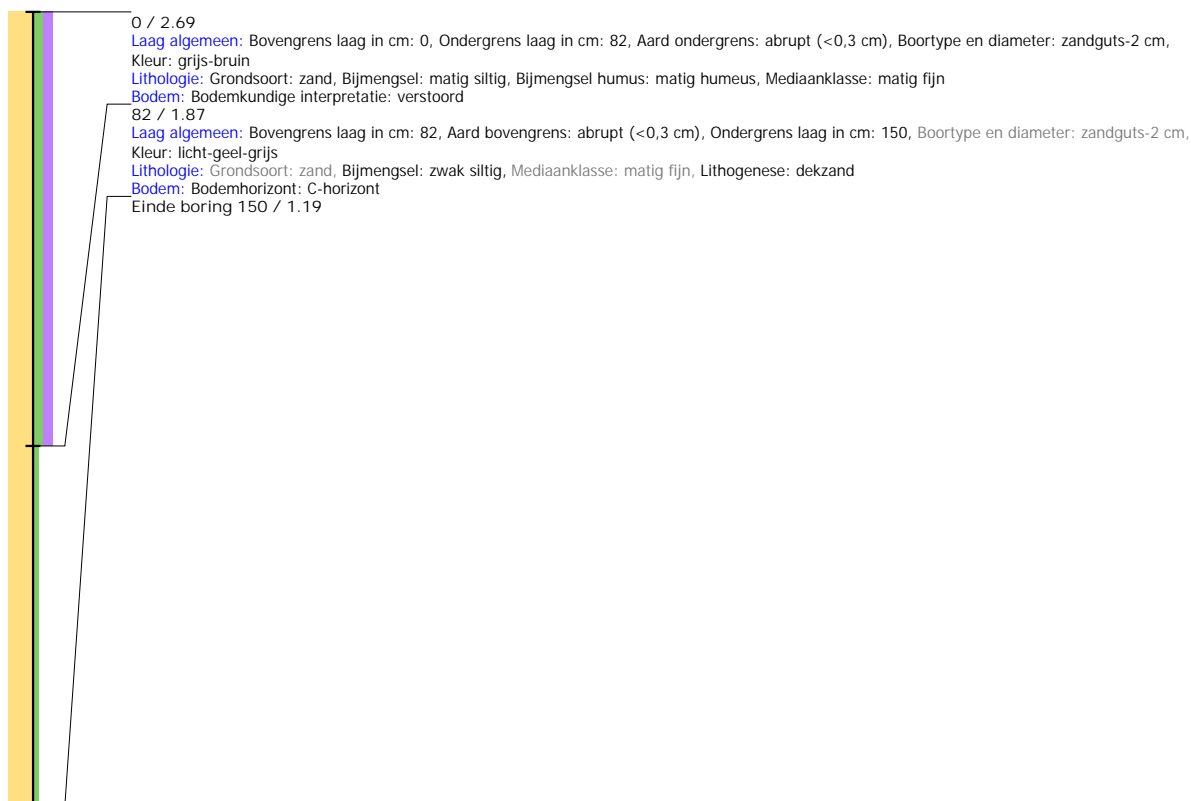 0 / 2.69
Laag algemeen: Bovengrens laag in cm: 0, Ondergrens laag in cm: 82, Aard ondergrens: abrupt (<0,3 cm), Boortype en diameter: zandguts-2 cm,
Kleur: grijs-bruin
Lithologie: Grondsoort: zand, Bijmengsel: matig siltig, Bijmengsel humus: matig humeus, Mediaanklasse: matig fijn
Bodem: Bodemkundige interpretatie: verstoord
82 / 1.87
Laag algemeen: Bovengrens laag in cm: 82, Aard bovengrens: abrupt (<0,3 cm), Ondergrens laag in cm: 150, Boortype en diameter: zandguts-2 cm,
Kleur: licht-geel-grijs
Lithologie: Grondsoort: zand, Bijmengsel: zwak siltig, Mediaanklasse: matig fijn, Lithogenese: dekzand
Bodem: Bodemhorizont: C-horizont
Einde boring 150 / 1.19